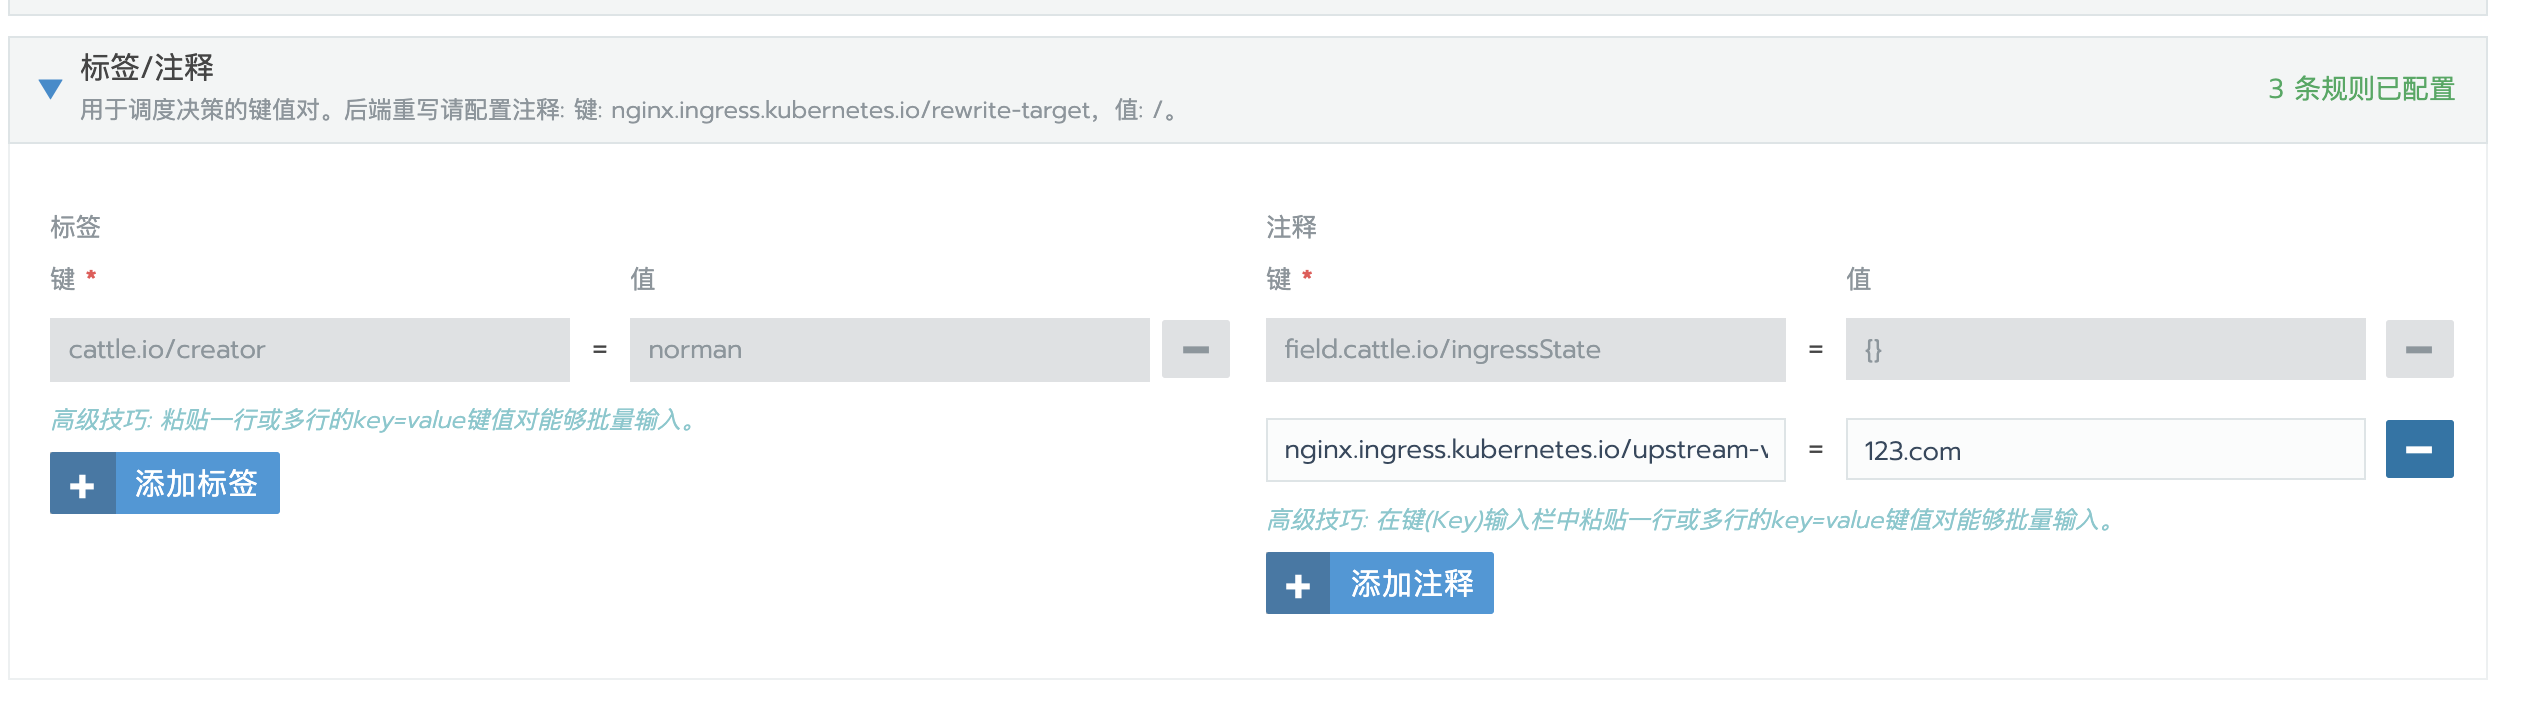 标签/注释
用于调度决策的键值对。后端重写请配置注释: 键: nginx.ingress.kubernetes.io/rewrite-target，值: /。
3 条规则已配置
标签
键 *
值
cattle.io/creator = norman
高级技巧: 粘贴一行或多行的key=value键值对能够批量输入。
添加标签
注释
键 *
值
field.cattle.io/ingressState = {}
nginx.ingress.kubernetes.io/upstream-v = 123.com
高级技巧: 在键(Key)输入栏中粘贴一行或多行的key=value键值对能够批量输入。
添加注释